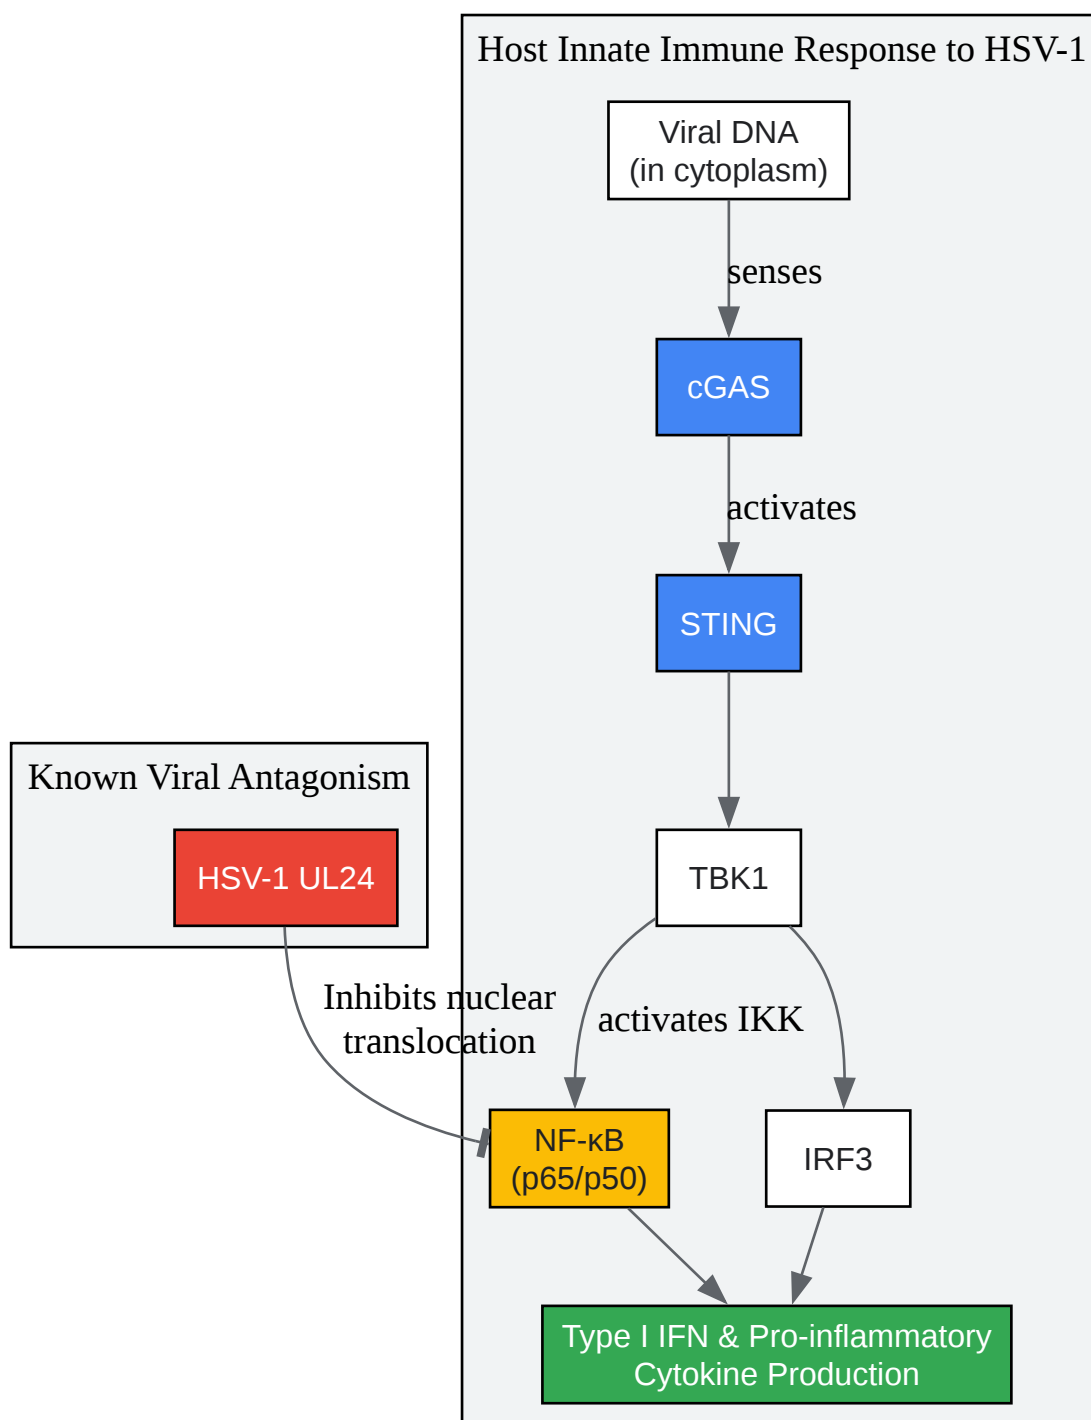 Host Innate Immune Response to HSV-1
Viral DNA
(in cytoplasm)
senses
cGAS
activates
STING
Known Viral Antagonism
HSV-1 UL24
TBK1
Inhibits nuclear
translocation
activates IKK
NF-κB
(p65/p50)
IRF3
Type I IFN & Pro-inflammatory
Cytokine Production